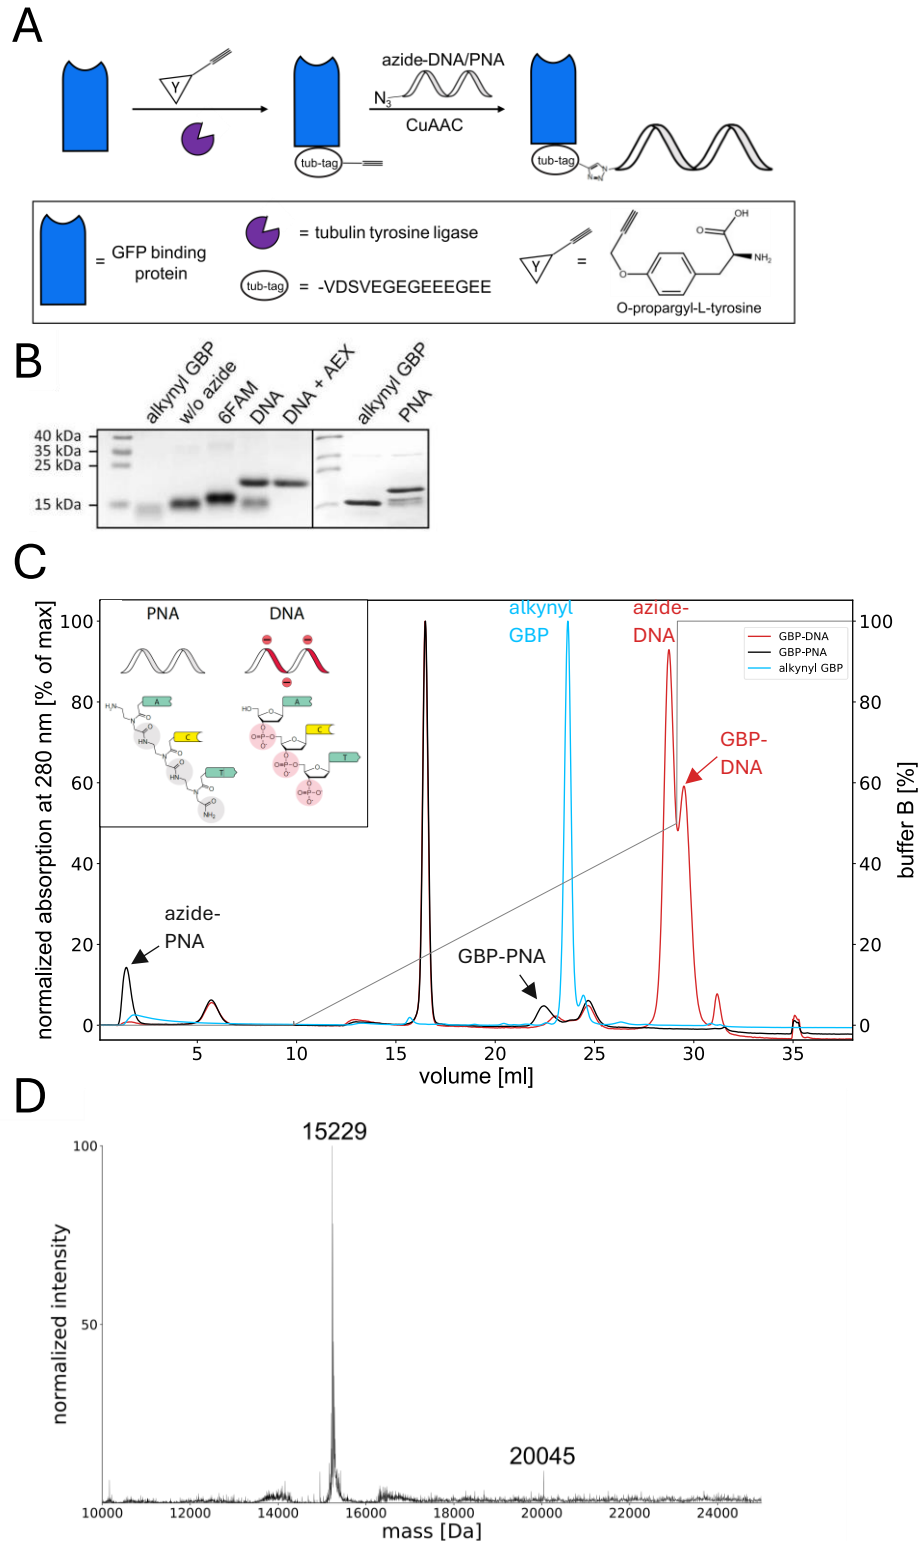 A
Y
azide-DNA/PNA
N3
CuAAC
tub-tag
tub-tag
N
N=N
= GFP binding protein
= tubulin tyrosine ligase
tub-tag = -VDSVEGEGEEEGEE
Y =
O
OH
NH2
O
O-propargyl-L-tyrosine
B
alkynyl GBP
w/o azide
6FAM
DNA
DNA + AEX
alkynyl GBP
PNA
40 kDa
35 kDa
25 kDa
15 kDa
C
normalized absorption at 280 nm [% of max]
100
80
60
40
20
0
PNA
DNA
A
C
T
A
C
T
alkynyl
GBP
azide-
DNA
GBP-DNA
GBP-PNA
alkynyl GBP
GBP-
DNA
azide-
PNA
GBP-PNA
100
80
60
40
20
0
buffer B [%]
5 10 15 20 25 30 35
volume [ml]
D
15229
20045
normalized intensity
100
50
10000 12000 14000 16000 18000 20000 22000 24000
mass [Da]